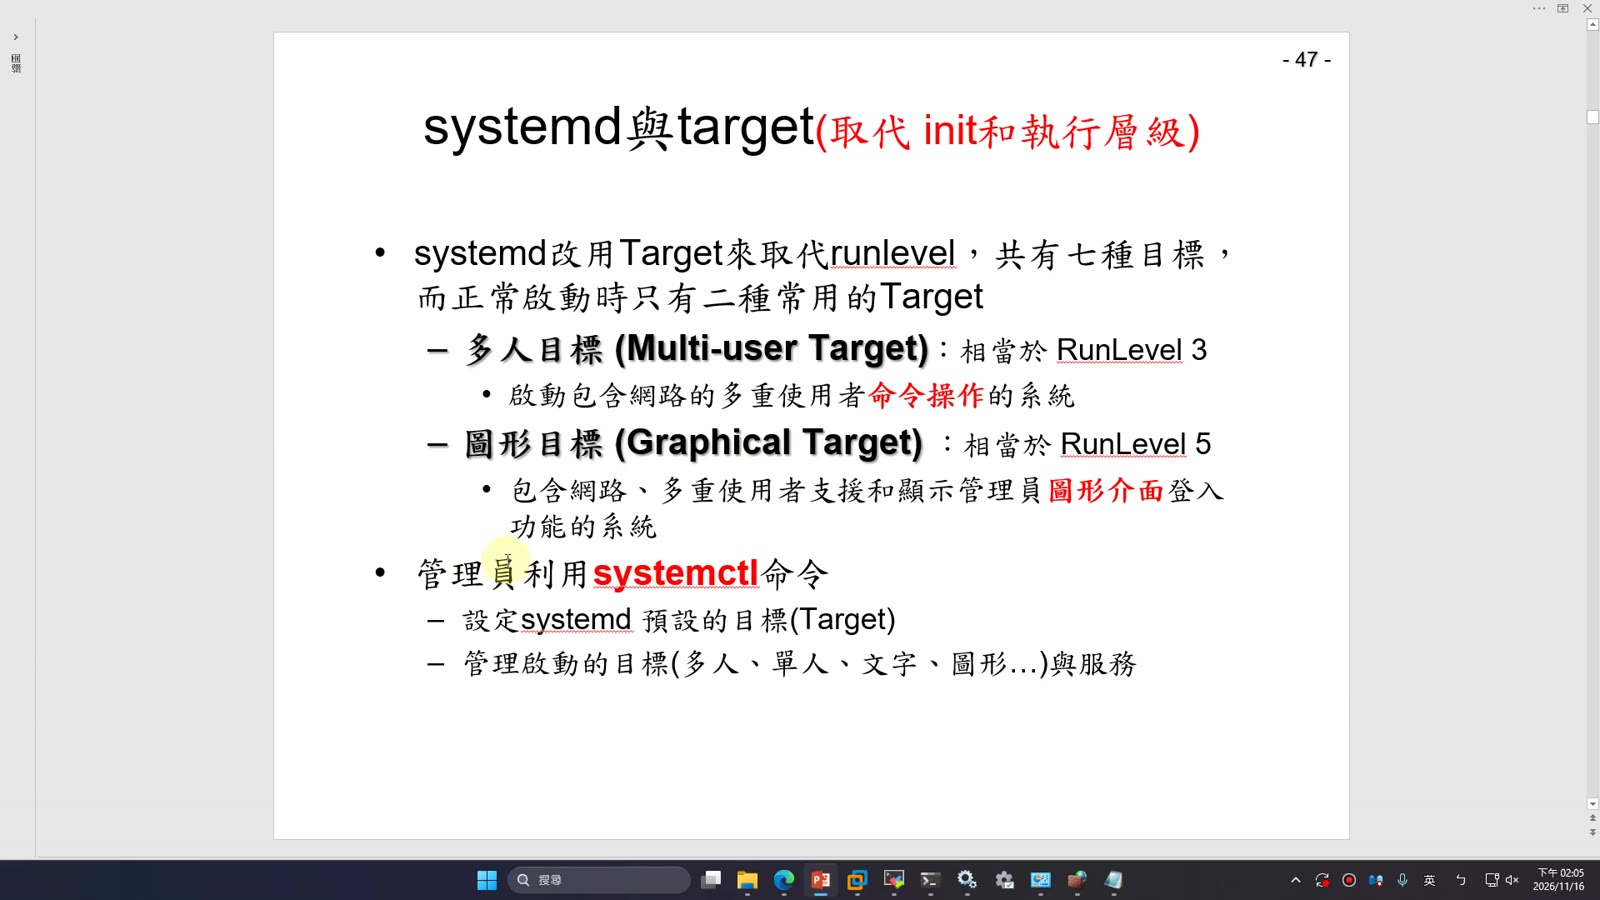 - 47 -
systemd與target(取代 init和執行層級)
• systemd改用Target來取代runlevel，共有七種目標，
而正常啟動時只有二種常用的Target
– 多人目標 (Multi-user Target)：相當於 RunLevel 3
• 啟動包含網路的多重使用者命令操作的系統
– 圖形目標 (Graphical Target) ：相當於 RunLevel 5
• 包含網路、多重使用者支援和顯示管理員圖形介面登入
功能的系統
• 管理員利用systemctl命令
– 設定systemd 預設的目標(Target)
– 管理啟動的目標(多人、單人、文字、圖形…)與服務
搜尋
英
ㄅ
下午 02:05
2026/11/16